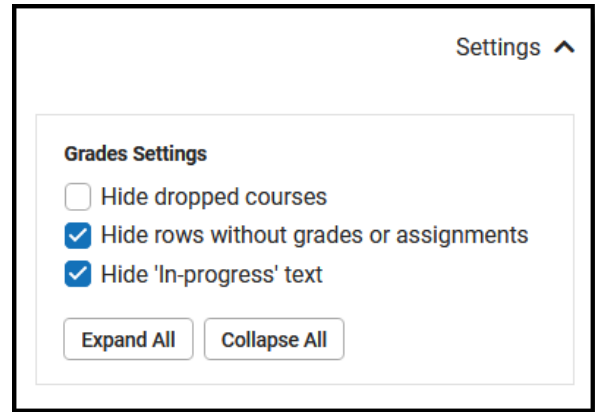 Settings
Grades Settings
Hide dropped courses
Hide rows without grades or assignments
Hide 'In-progress' text
Expand All Collapse All